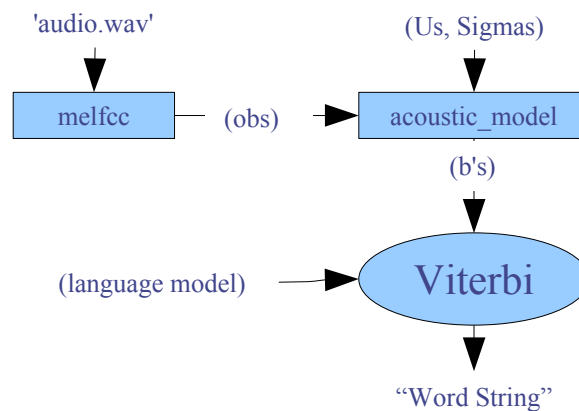 'audio.wav'
(Us, Sigmas)
melfcc
(obs)
acoustic_model
(b's)
(language model)
Viterbi
“Word String”